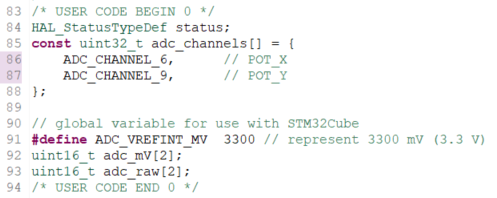 83 /* USER CODE BEGIN 0 */
84 HAL_StatusTypeDef status;
85 const uint32_t adc_channels[] = {
86     ADC_CHANNEL_6,      // POT_X
87     ADC_CHANNEL_9,      // POT_Y
88 };
89
90 // global variable for use with STM32Cube
91 #define ADC_VREFINT_MV  3300 // represent 3300 mV (3.3 V)
92 uint16_t adc_mV[2];
93 uint16_t adc_raw[2];
94 /* USER CODE END 0 */